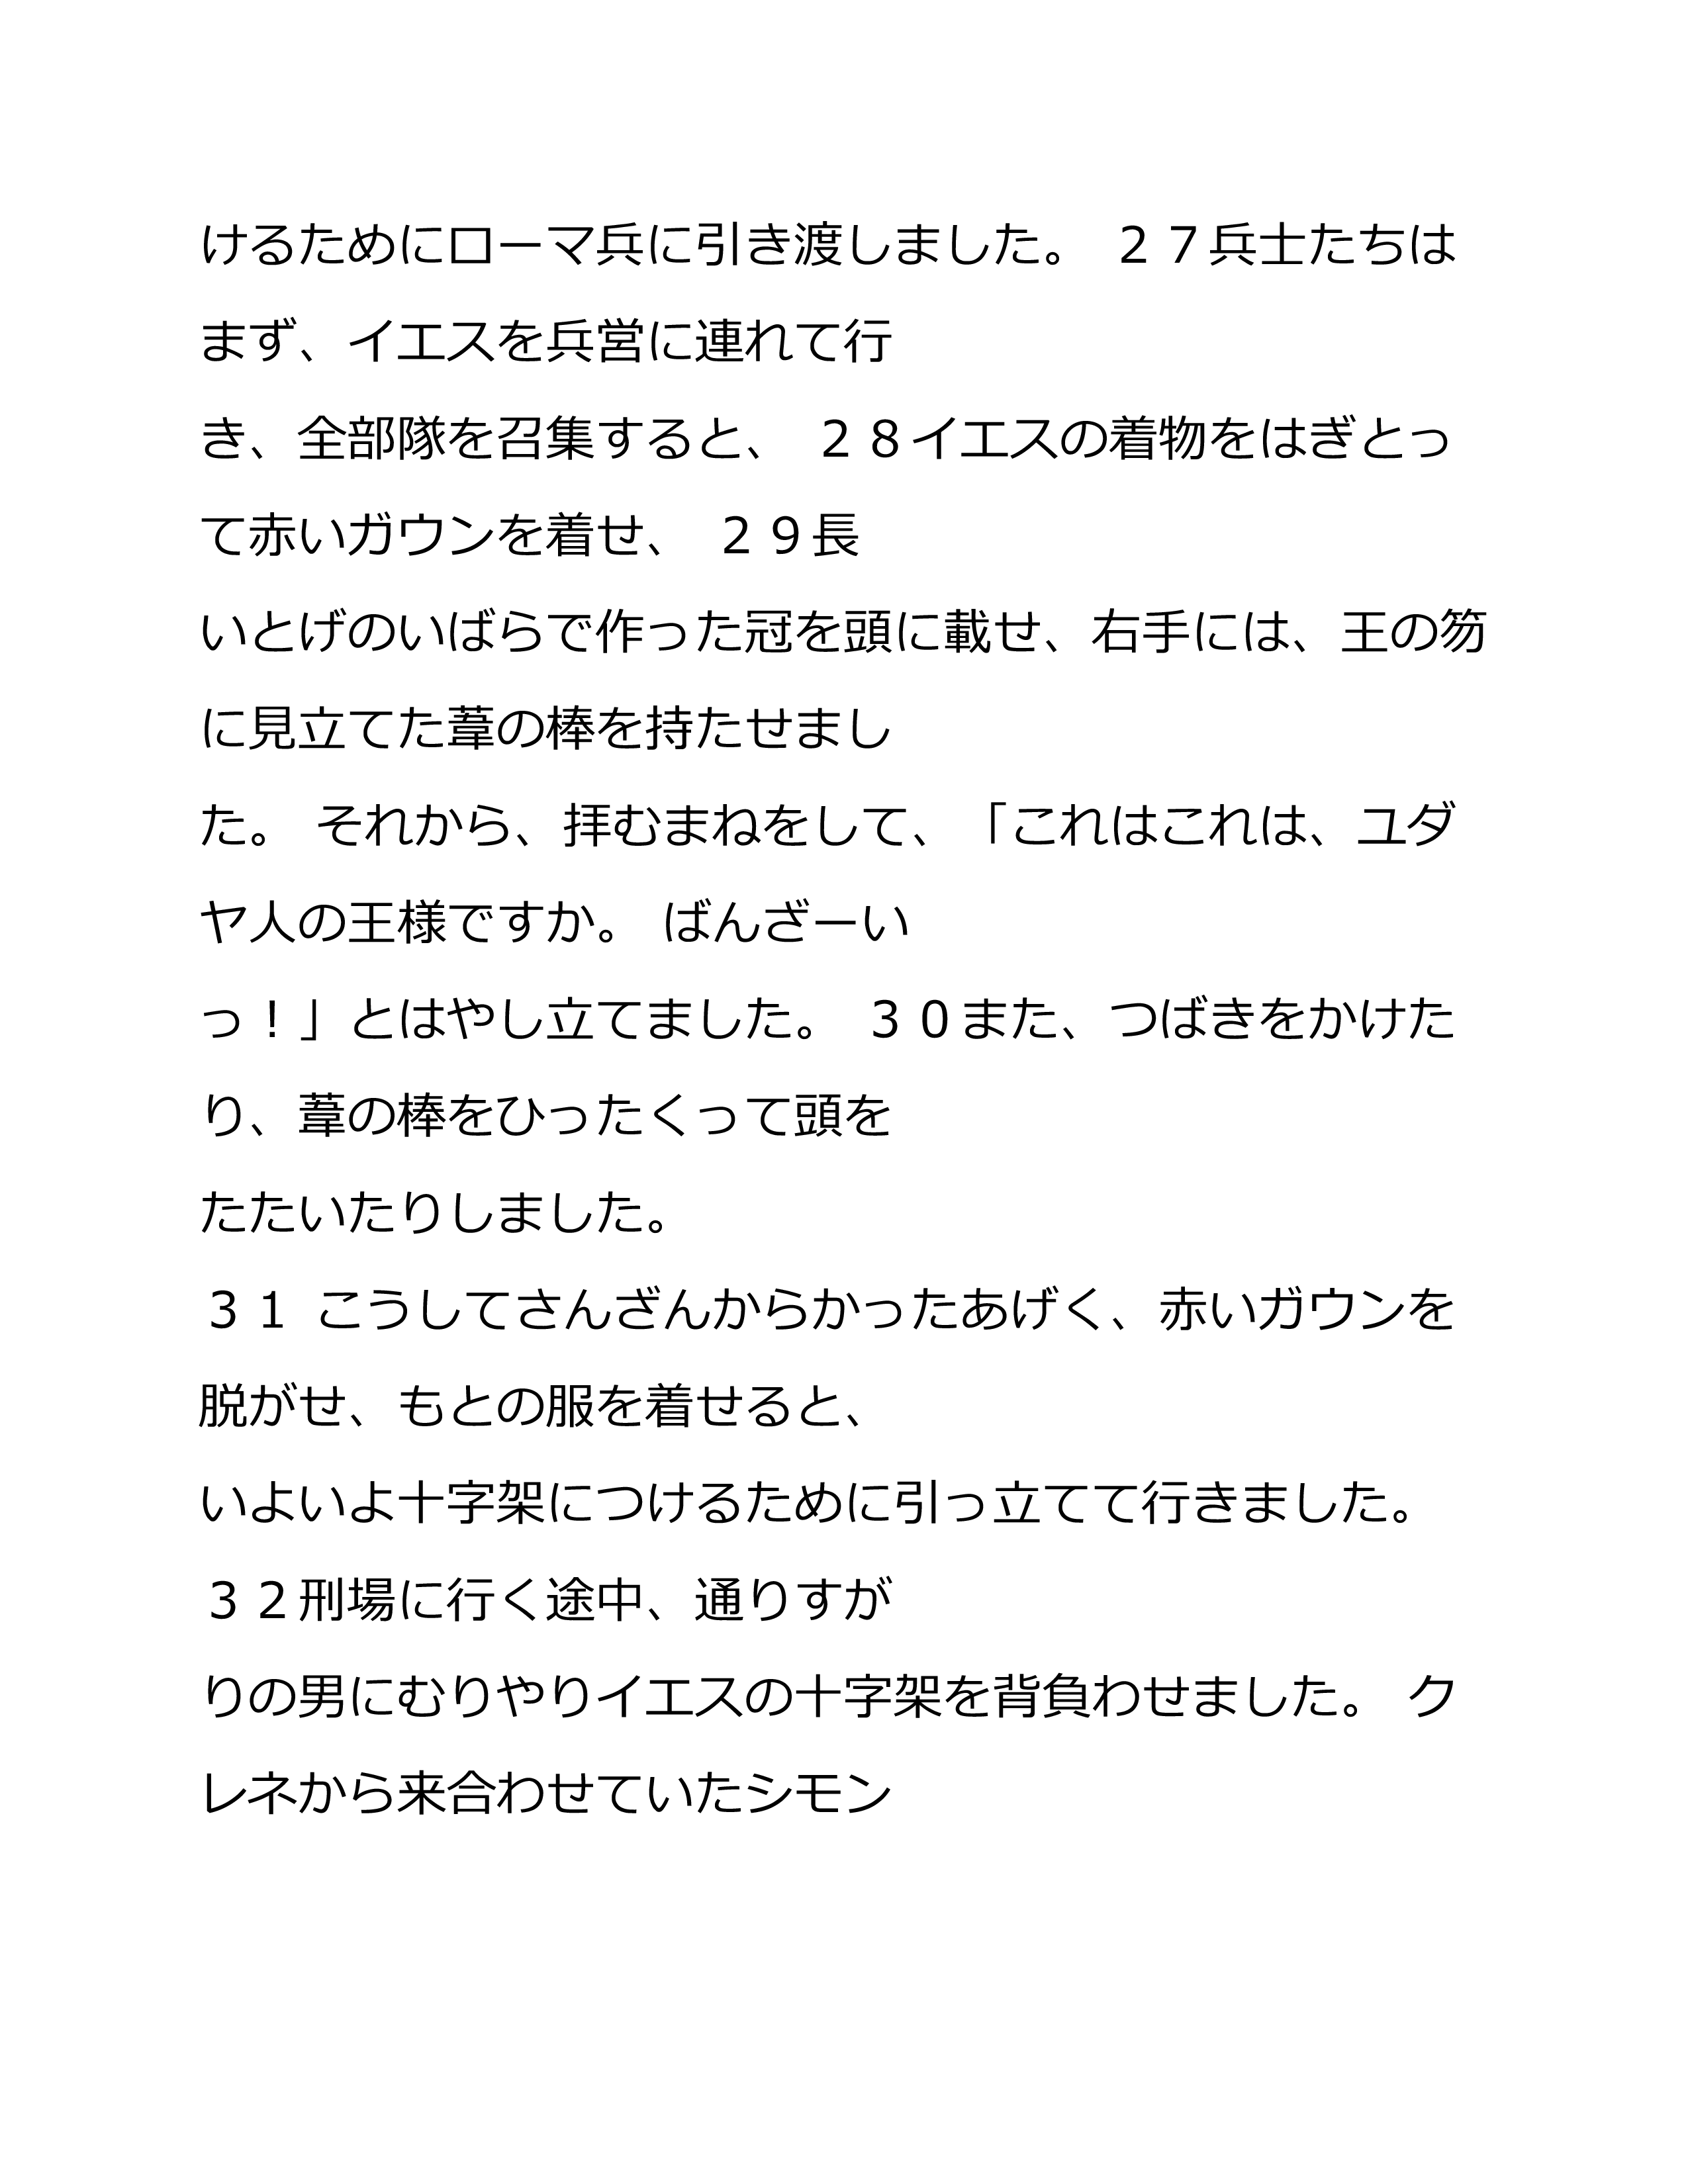 けるためにローマ兵に引き渡しました。 ２７兵士たちは
まず、イエスを兵営に連れて行
き、全部隊を召集すると、 ２８イエスの着物をはぎとっ
て赤いガウンを着せ、 ２９長
いとげのいばらで作った冠を頭に載せ、右手には、王の笏
に見立てた葦の棒を持たせまし
た。 それから、拝むまねをして、「これはこれは、ユダ
ヤ人の王様ですか。 ばんざーい
っ！」とはやし立てました。 ３０また、つばきをかけた
り、葦の棒をひったくって頭を
たたいたりしました。
３１ こうしてさんざんからかったあげく、赤いガウンを
脱がせ、もとの服を着せると、
いよいよ十字架につけるために引っ立てて行きました。
３２刑場に行く途中、通りすが
りの男にむりやりイエスの十字架を背負わせました。 ク
レネから来合わせていたシモン